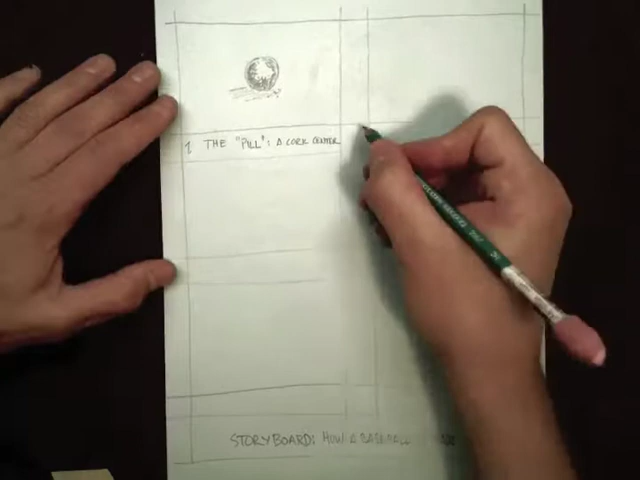 1 THE "PILL": A CORK CENTER
STORYBOARD: HOW A BASEBALL